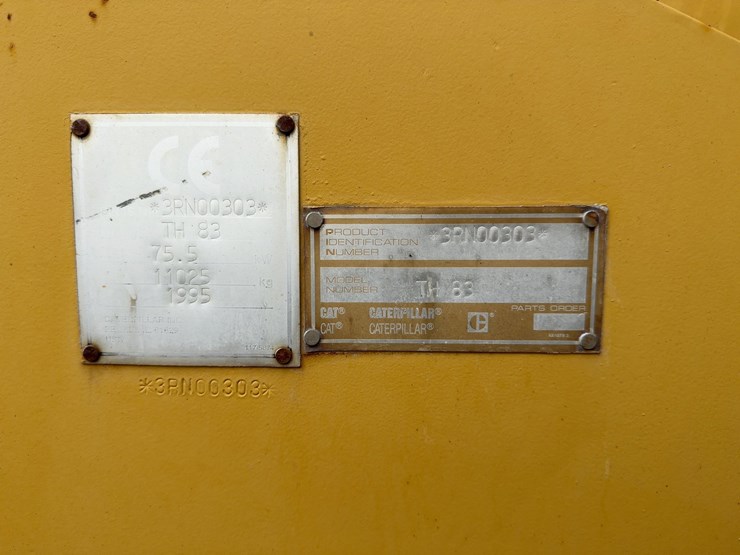 CE
*3RN00303*
TH 83
75.5
11025
1995
*3RN00303*
PRODUCT
IDENTIFICATION
NUMBER
*3RN00303*
MODEL
NUMBER
TH 83
CAT® CATERPILLAR®
CAT® CATERPILLAR®
PARTS ORDER